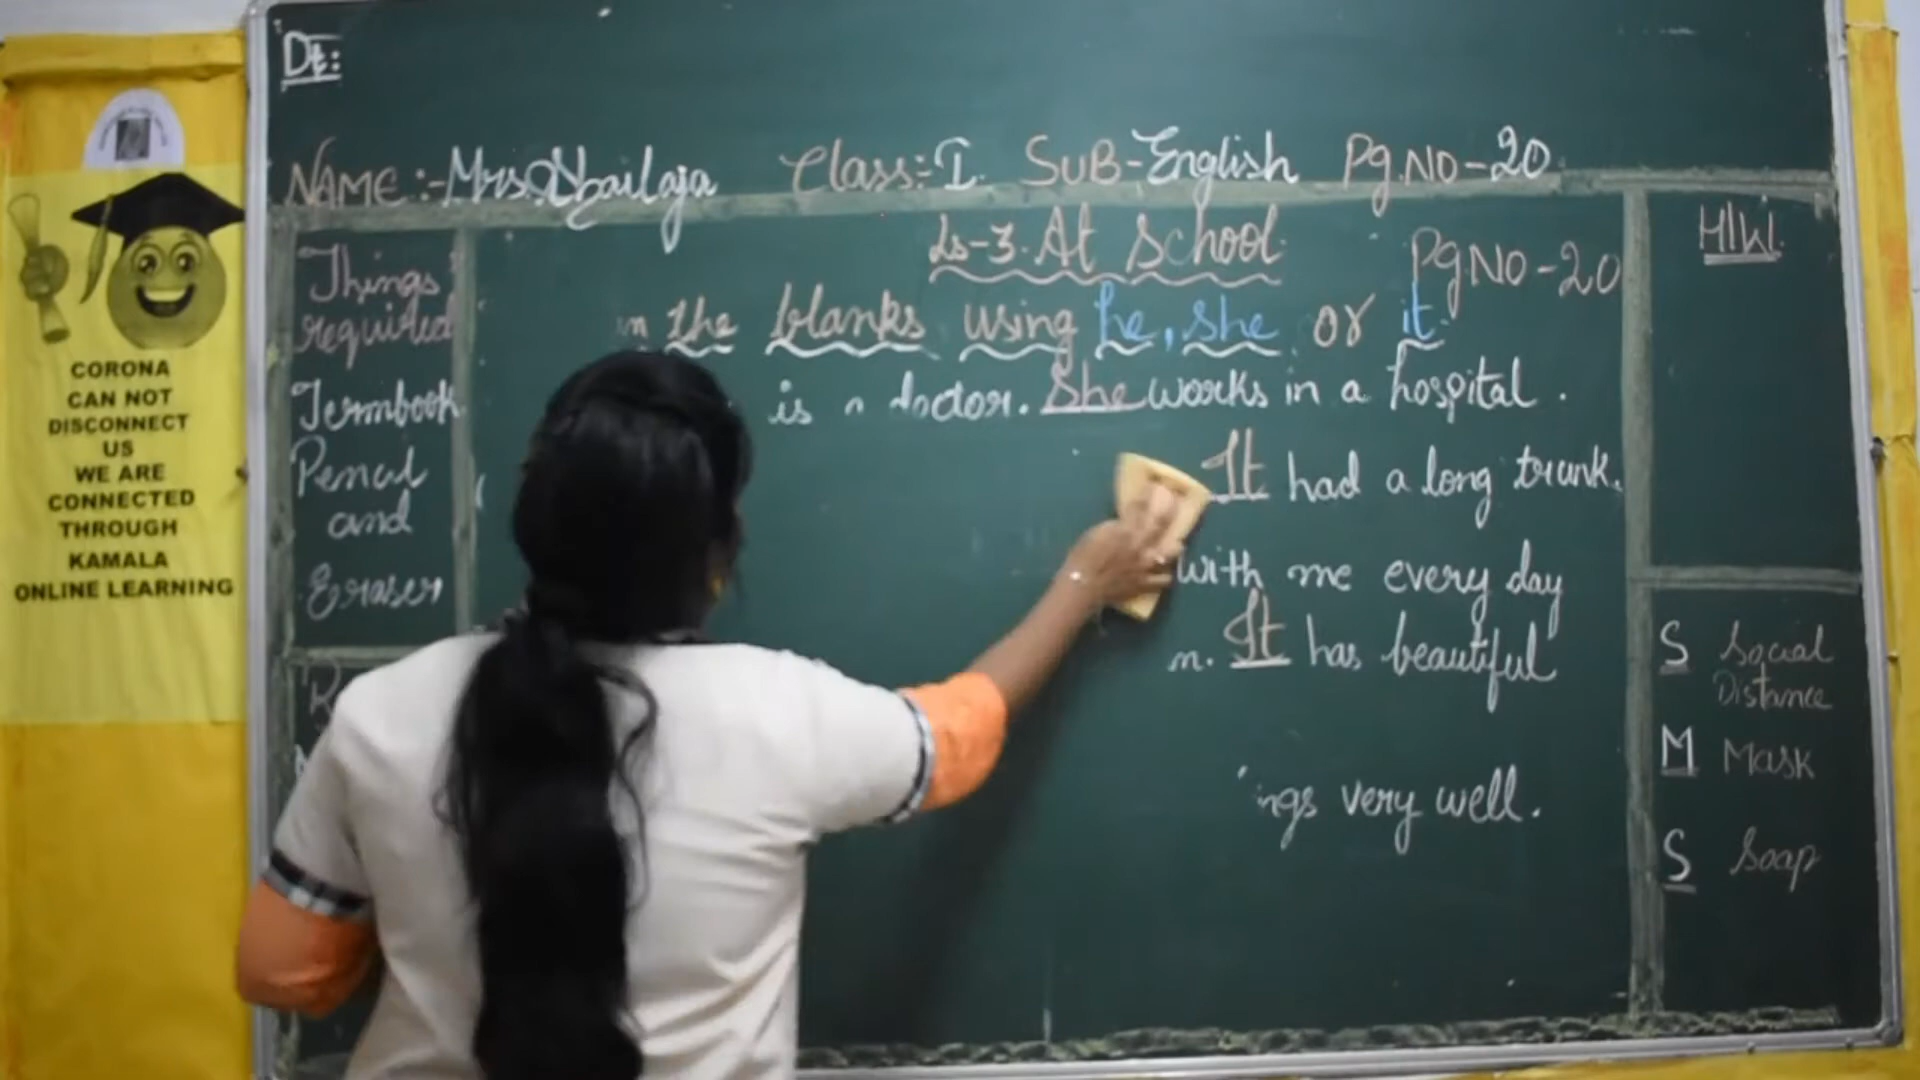 Dt:
NAME:- Mrs. Shailaja Class:- I. SUB-English Pg.NO-20
Ls-3. At School
Pg.NO-20
in the blanks using he, she or it.
is a doctor. She works in a hospital.
It had a long trunk.
with me every day
n. It has beautiful
ngs very well.
Things
required
Termbook
Pencil
and
Eraser
H/W.
S Social
Distance
M Mask
S Soap
CORONA
CAN NOT
DISCONNECT
US
WE ARE
CONNECTED
THROUGH
KAMALA
ONLINE LEARNING